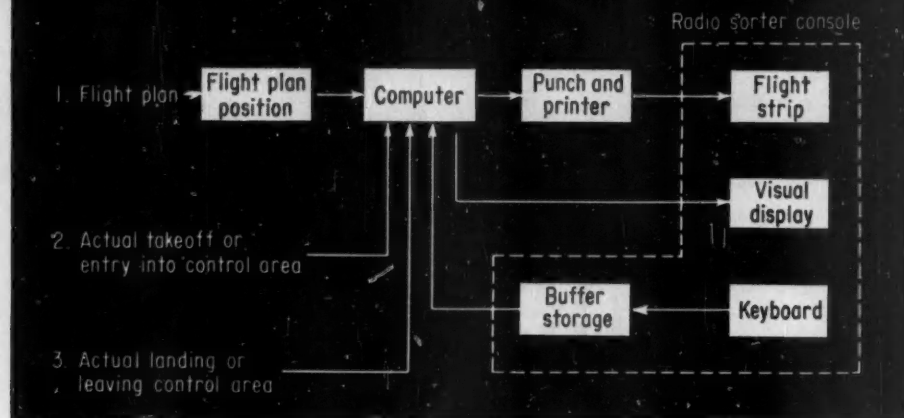 Radio sorter console
1. Flight plan
Flight plan
position
Computer
Punch and
printer
Flight
strip
Visual
display
2. Actual takeoff or
entry into control area
Buffer
storage
Keyboard
3. Actual landing or
leaving control area